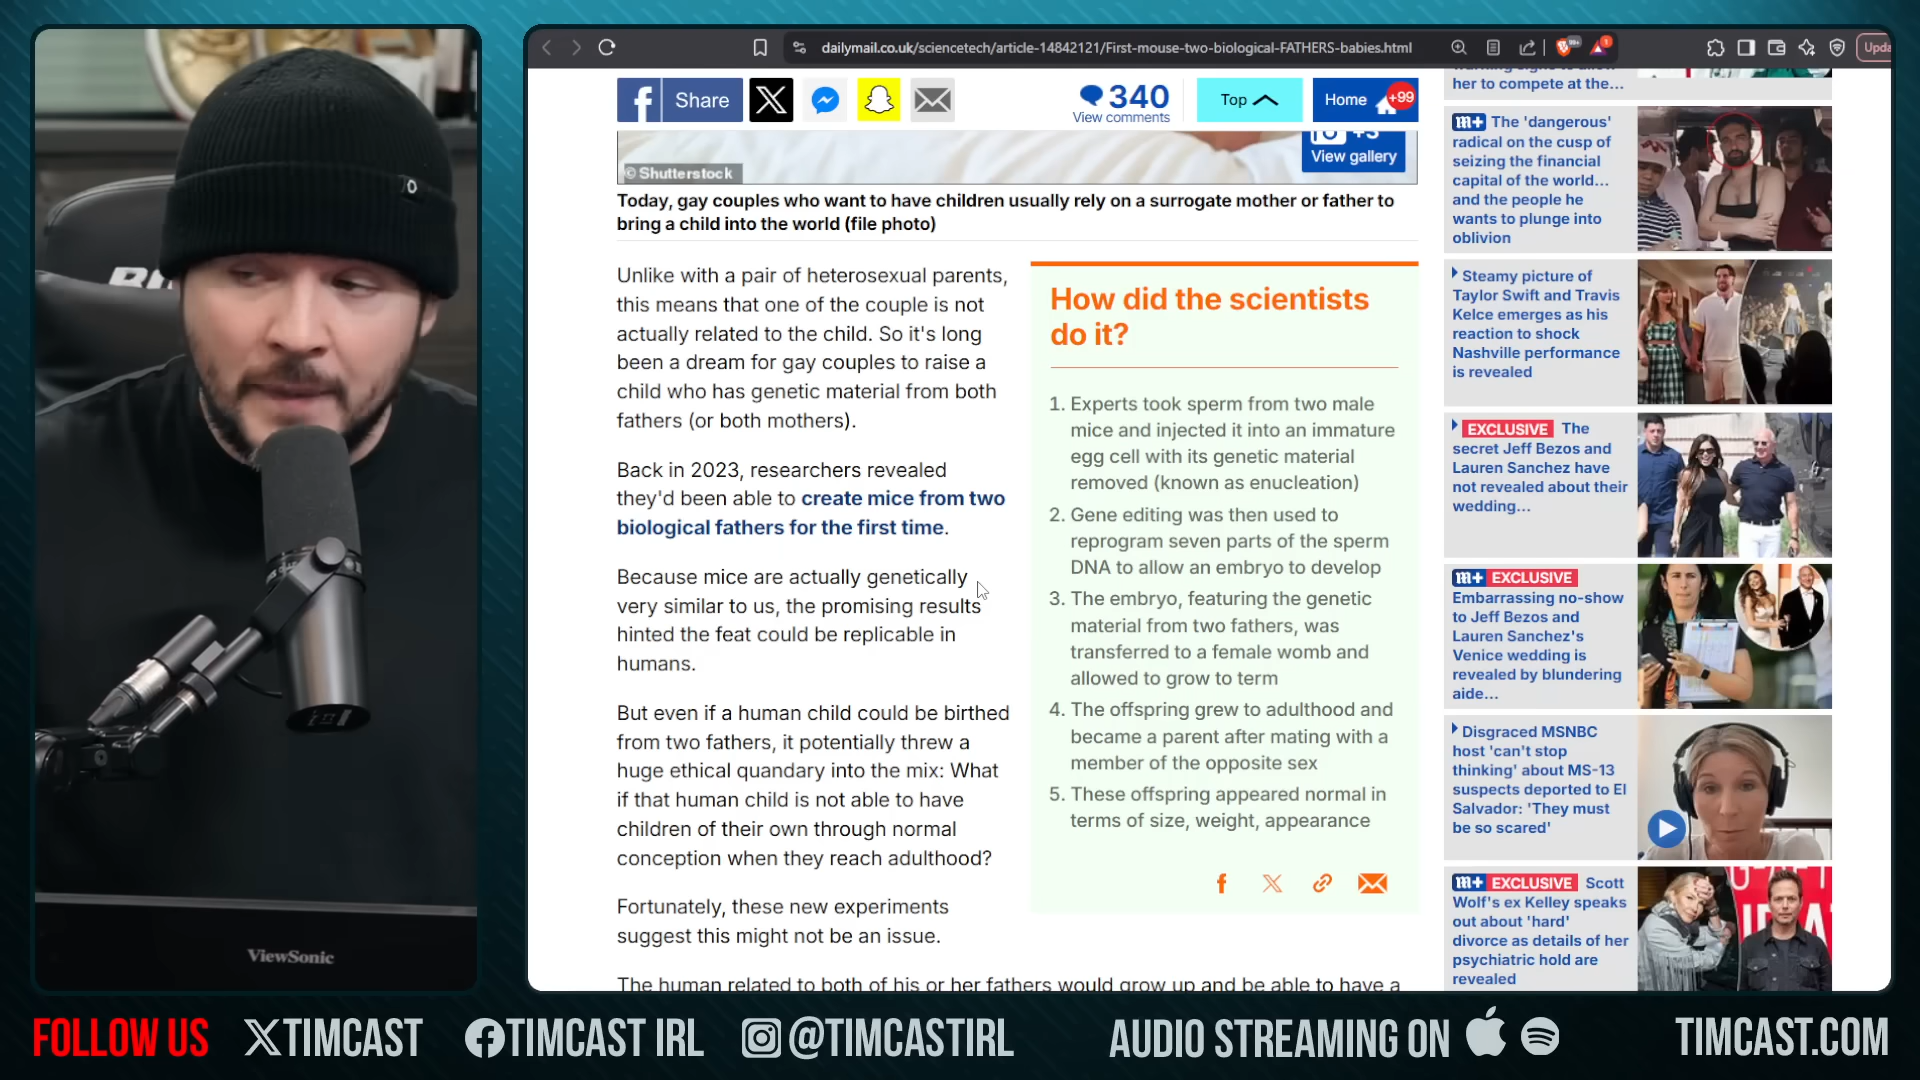 dailymail.co.uk/sciencetech/article-14842121/First-mouse-two-biological-FATHERS-babies.html
Share
340
View comments
Top
Home
+99
her to compete at the...
+3
View gallery
© Shutterstock
Today, gay couples who want to have children usually rely on a surrogate mother or father to
bring a child into the world (file photo)
Unlike with a pair of heterosexual parents,
this means that one of the couple is not
actually related to the child. So it's long
been a dream for gay couples to raise a
child who has genetic material from both
fathers (or both mothers).
Back in 2023, researchers revealed
they'd been able to create mice from two
biological fathers for the first time.
Because mice are actually genetically
very similar to us, the promising results
hinted the feat could be replicable in
humans.
But even if a human child could be birthed
from two fathers, it potentially threw a
huge ethical quandary into the mix: What
if that human child is not able to have
children of their own through normal
conception when they reach adulthood?
Fortunately, these new experiments
suggest this might not be an issue.
The human related to both of his or her fathers would grow up and be able to have a
How did the scientists
do it?
1. Experts took sperm from two male
mice and injected it into an immature
egg cell with its genetic material
removed (known as enucleation)
2. Gene editing was then used to
reprogram seven parts of the sperm
DNA to allow an embryo to develop
3. The embryo, featuring the genetic
material from two fathers, was
transferred to a female womb and
allowed to grow to term
4. The offspring grew to adulthood and
became a parent after mating with a
member of the opposite sex
5. These offspring appeared normal in
terms of size, weight, appearance
m+ The 'dangerous'
radical on the cusp of
seizing the financial
capital of the world...
and the people he
wants to plunge into
oblivion
Steamy picture of
Taylor Swift and Travis
Kelce emerges as his
reaction to shock
Nashville performance
is revealed
EXCLUSIVE The
secret Jeff Bezos and
Lauren Sanchez have
not revealed about their
wedding...
m+ EXCLUSIVE
Embarrassing no-show
to Jeff Bezos and
Lauren Sanchez's
Venice wedding is
revealed by blundering
aide...
Disgraced MSNBC
host 'can't stop
thinking' about MS-13
suspects deported to El
Salvador: 'They must
be so scared'
m+ EXCLUSIVE Scott
Wolf's ex Kelley speaks
out about 'hard'
divorce as details of her
psychiatric hold are
revealed
ViewSonic
FOLLOW US
TIMCAST
TIMCAST IRL
@TIMCASTIRL
AUDIO STREAMING ON
TIMCAST.COM